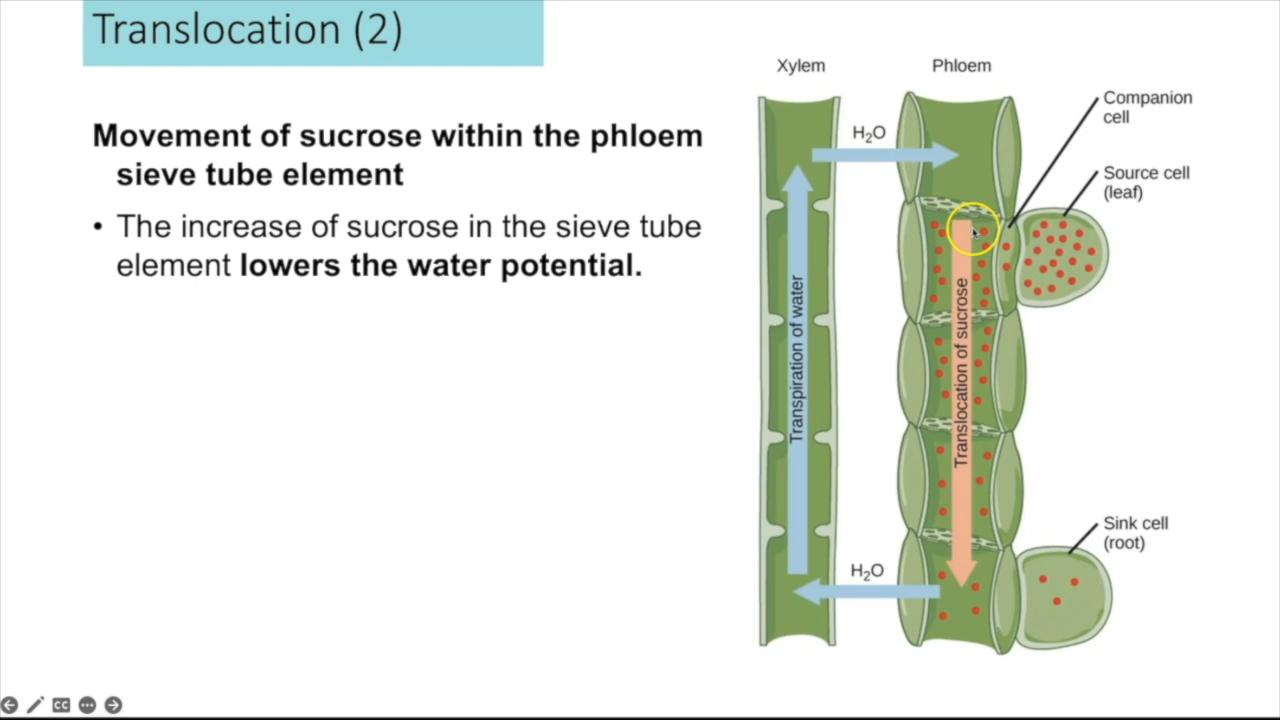 Translocation (2)
Movement of sucrose within the phloem
sieve tube element
• The increase of sucrose in the sieve tube
element lowers the water potential.
Xylem
Phloem
Companion
cell
H₂O
Source cell
(leaf)
Transpiration of water
Translocation of sucrose
Sink cell
(root)
H₂O
CC